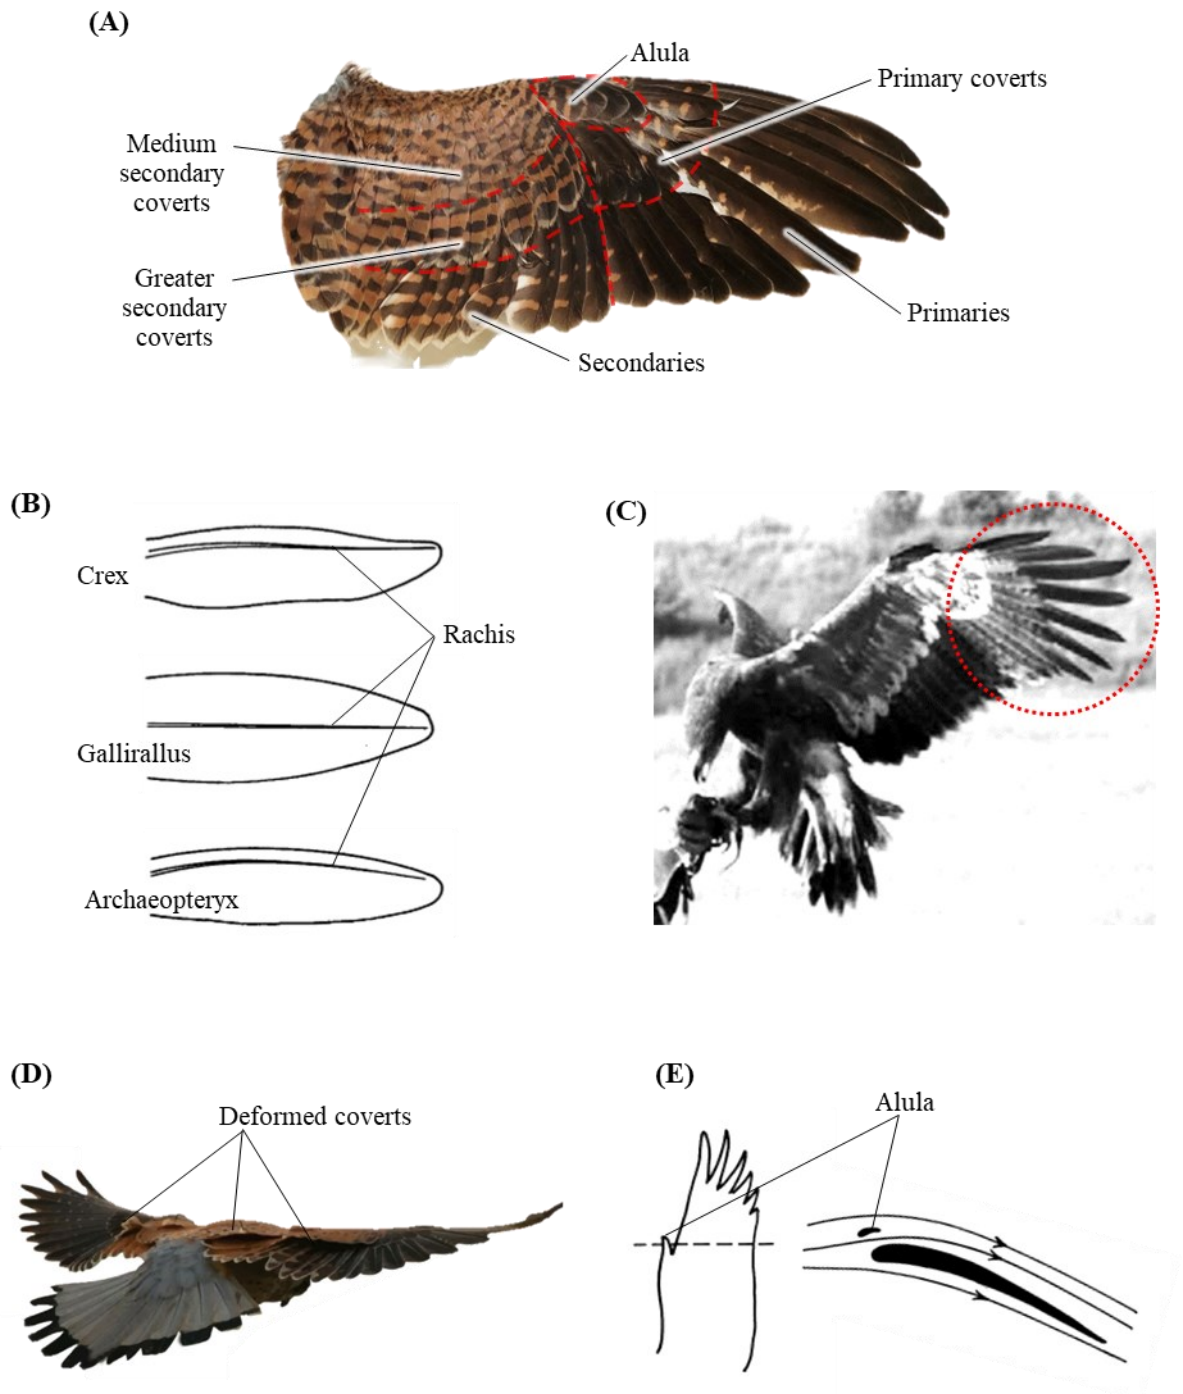 (A)
Alula
Primary coverts
Medium
secondary
coverts
Greater
secondary
coverts
Primaries
Secondaries
(B)
(C)
Crex
Rachis
Gallirallus
Archaeopteryx
(D)
(E)
Deformed coverts
Alula